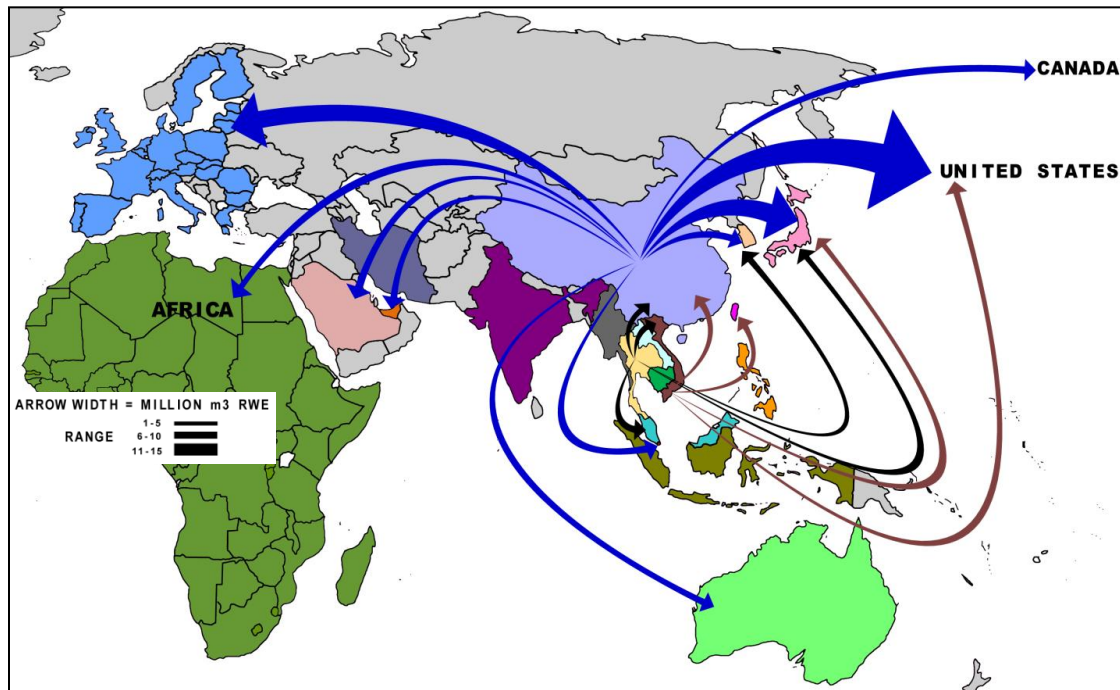 CANADA
UNITED STATES
AFRICA
ARROW WIDTH = MILLION m3 RWE
RANGE
1-5
6-10
11-15